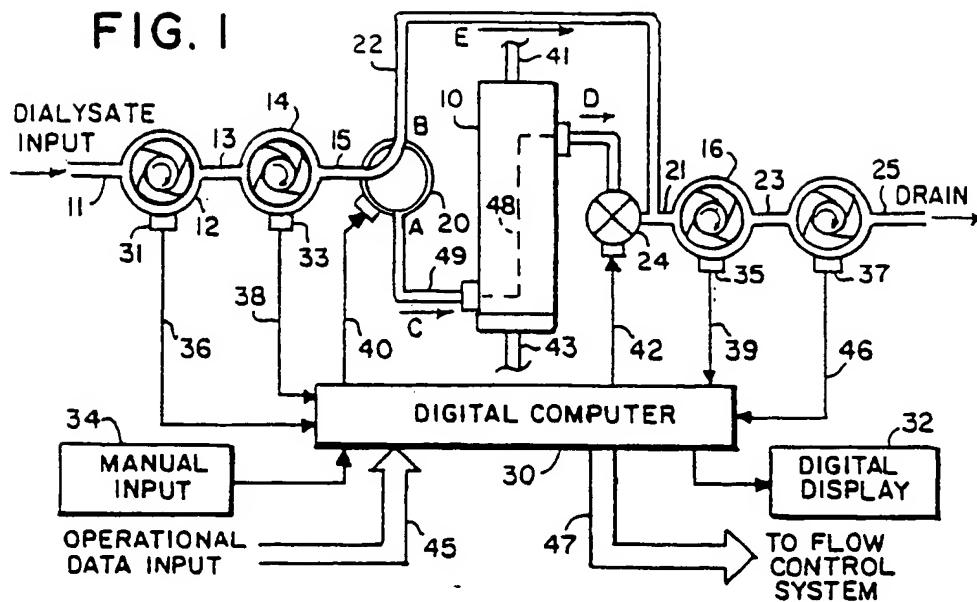 FIG. 1
E
22
41
14
10
D
DIALYSATE
INPUT
13
15
B
16
21
23
25
DRAIN
11
12
20
48
A
24
31
33
49
35
37
C
38
36
40
43
42
39
46
DIGITAL COMPUTER
34
32
MANUAL
INPUT
30
DIGITAL
DISPLAY
OPERATIONAL
DATA INPUT
45
47
TO FLOW
CONTROL
SYSTEM